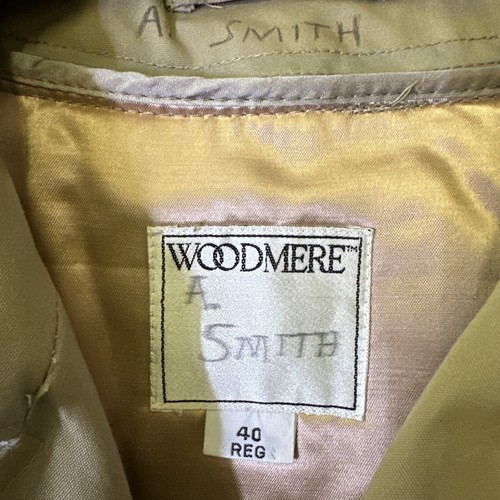 A. SMITH
WOODMERE™
A.
SMITH
40
REG